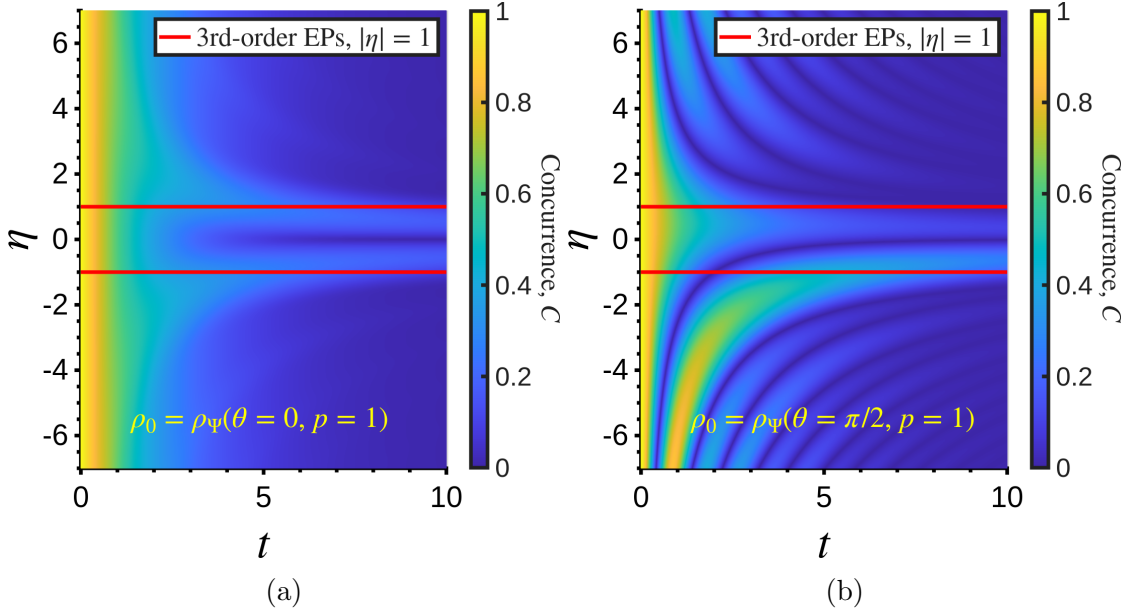 3rd-order EPs, |η| = 1
ρ₀ = ρ_Ψ(θ = 0, p = 1)
6
4
2
0
-2
-4
-6
η
0
5
10
t
1
0.8
0.6
0.4
0.2
0
Concurrence, C
(a)
3rd-order EPs, |η| = 1
ρ₀ = ρ_Ψ(θ = π/2, p = 1)
6
4
2
0
-2
-4
-6
η
0
5
10
t
1
0.8
0.6
0.4
0.2
0
Concurrence, C
(b)